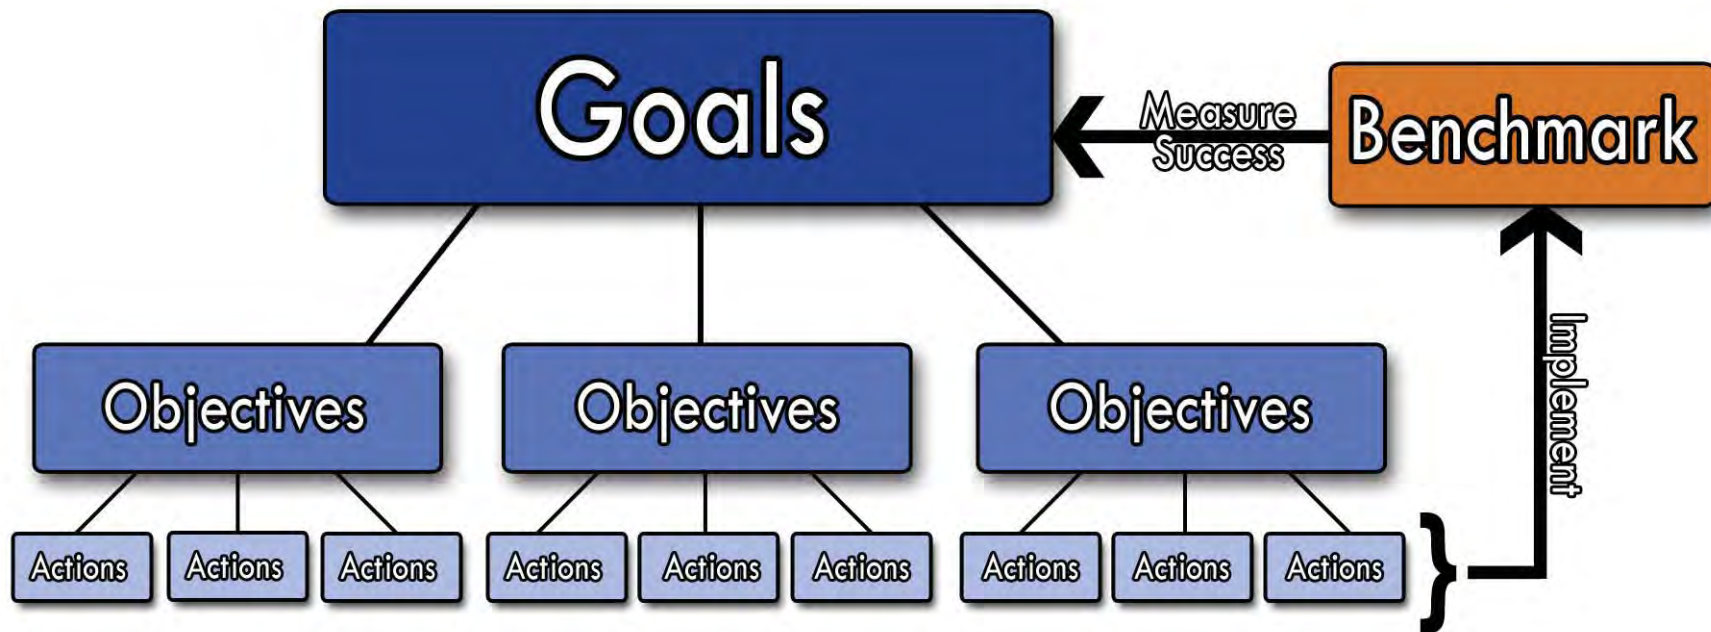 Goals
Measure
Success
Benchmark
Implement
Objectives
Objectives
Objectives
Actions
Actions
Actions
Actions
Actions
Actions
Actions
Actions
Actions